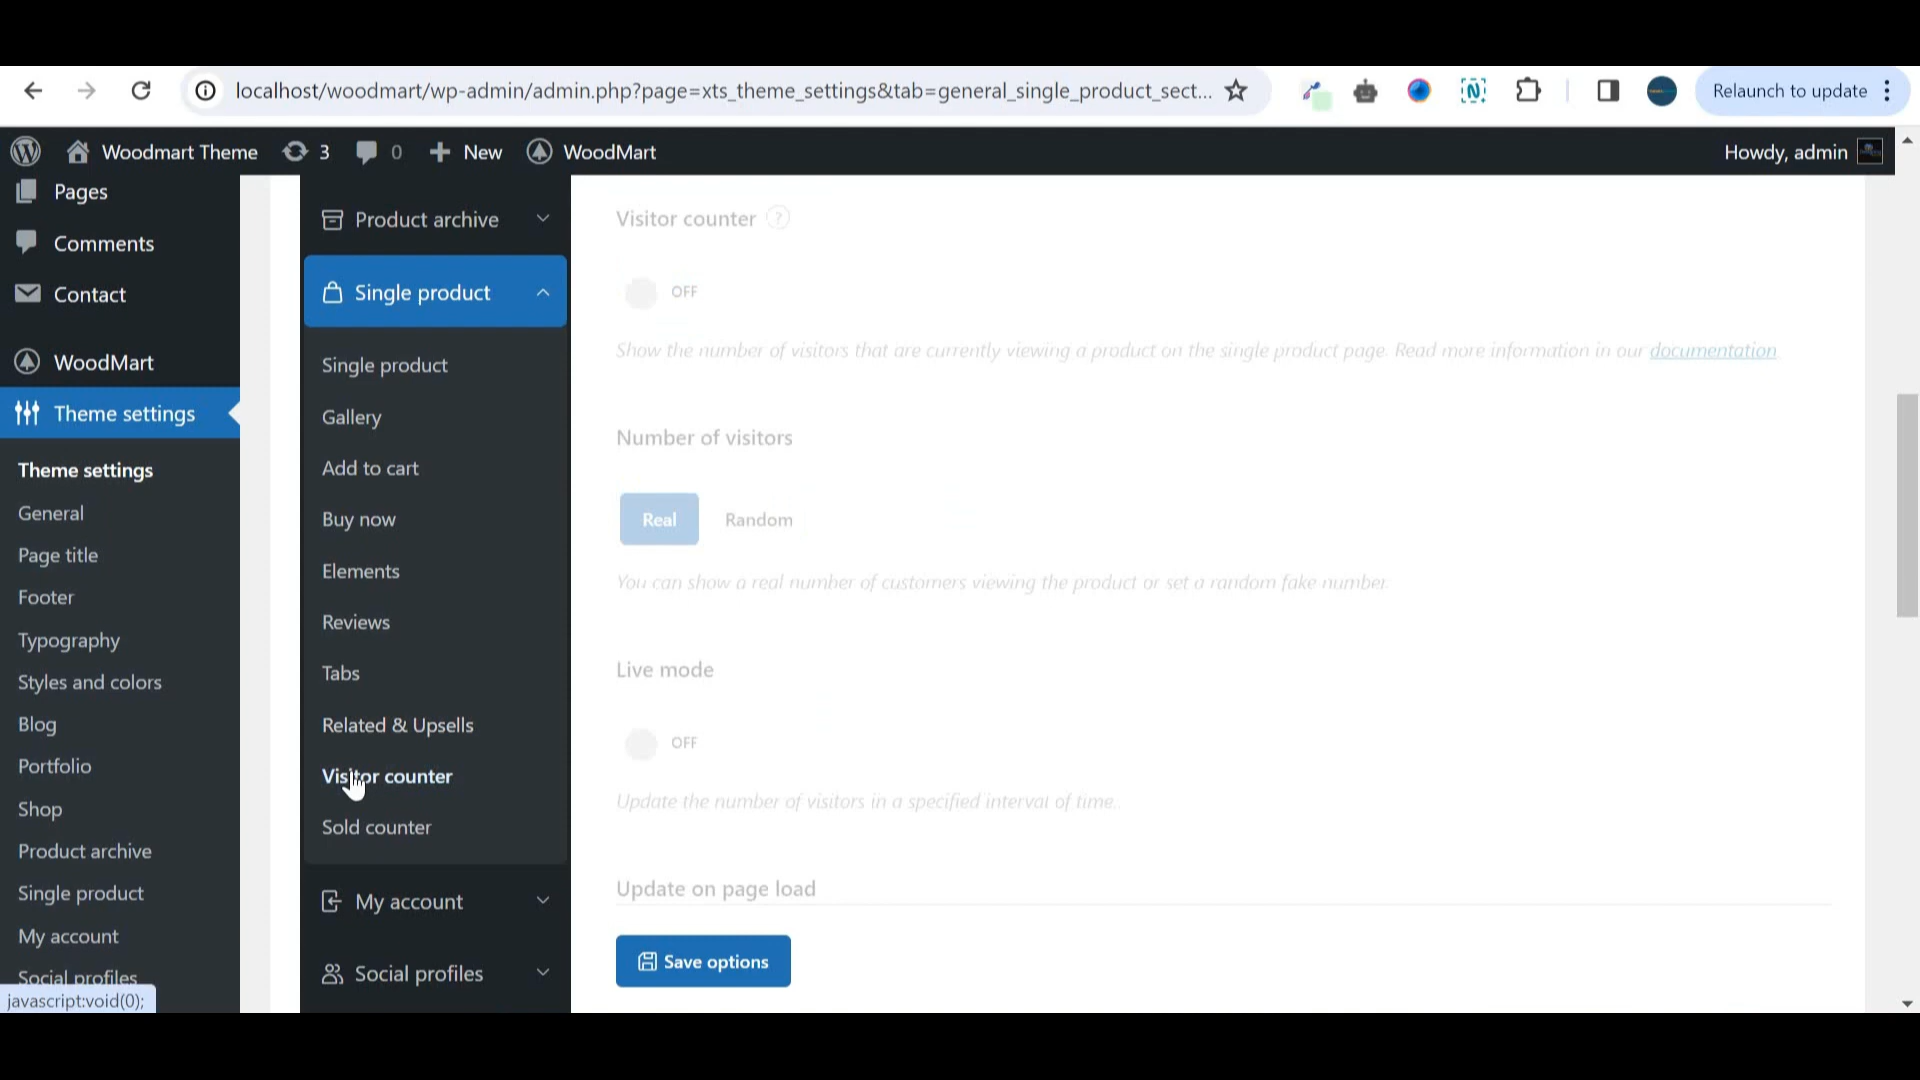 localhost/woodmart/wp-admin/admin.php?page=xts_theme_settings&tab=general_single_product_sect...
Relaunch to update
Woodmart Theme
3
0
New
WoodMart
Howdy, admin
Pages
Comments
Contact
WoodMart
Theme settings
Theme settings
General
Page title
Footer
Typography
Styles and colors
Blog
Portfolio
Shop
Product archive
Single product
My account
Social profiles
javascript:void(0);
Product archive
Single product
Single product
Gallery
Add to cart
Buy now
Elements
Reviews
Tabs
Related & Upsells
Visitor counter
Sold counter
My account
Social profiles
Visitor counter ?
OFF
Show the number of visitors that are currently viewing a product on the single product page. Read more information in our documentation
Number of visitors
Real Random
You can show a real number of customers viewing the product or set a random fake number.
Live mode
OFF
Update the number of visitors in a specified interval of time.
Update on page load
Save options